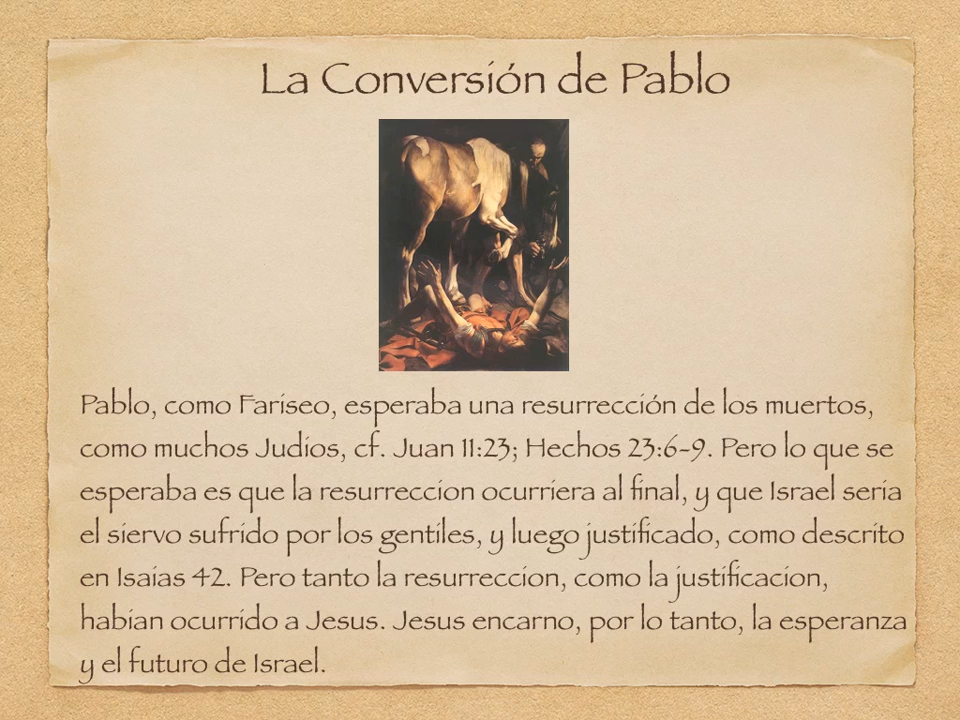 La Conversión de Pablo
Pablo, como Fariseo, esperaba una resurrección de los muertos,
como muchos Judios, cf. Juan 11:23; Hechos 23:6-9. Pero lo que se
esperaba es que la resurreccion ocurriera al final, y que Israel seria
el siervo sufrido por los gentiles, y luego justificado, como descrito
en Isaias 42. Pero tanto la resurreccion, como la justificacion,
habian ocurrido a Jesus. Jesus encarno, por lo tanto, la esperanza
y el futuro de Israel.